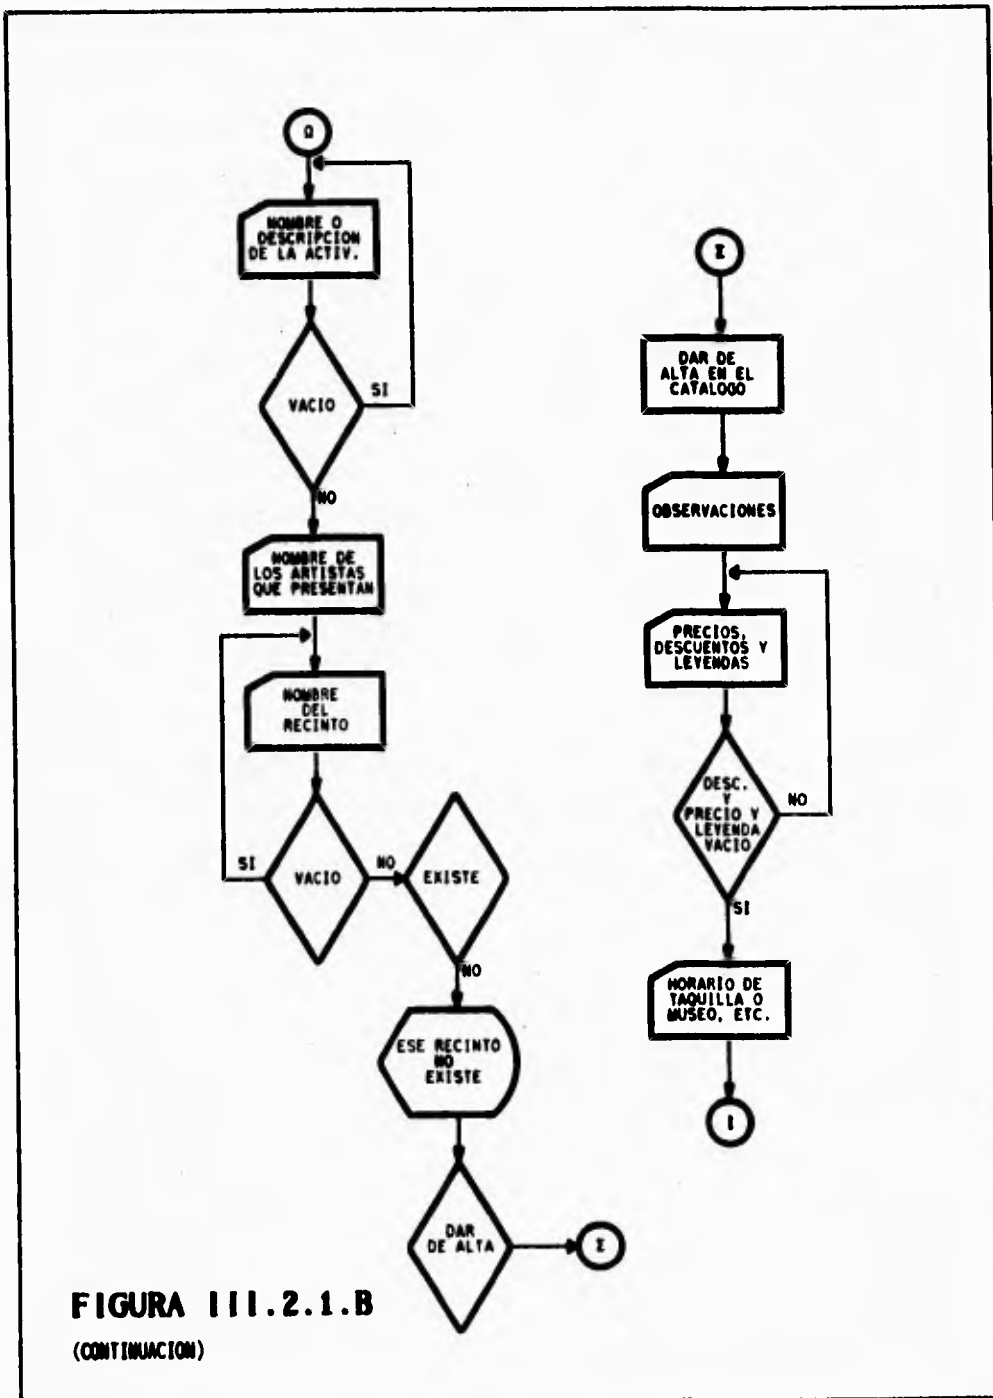 Ω
NOMBRE O
DESCRIPCION
DE LA ACTIV.
VACIO
SI
NO
NOMBRE DE
LOS ARTISTAS
QUE PRESENTAN
NOMBRE
DEL
RECINTO
VACIO
SI
NO
EXISTE
NO
ESE RECINTO
NO
EXISTE
DAR
DE ALTA
Σ
Σ
DAR DE
ALTA EN EL
CATALOGO
OBSERVACIONES
PRECIOS,
DESCUENTOS Y
LEYENDAS
DESC.
Y
PRECIO Y
LEYENDA
VACIO
NO
SI
HORARIO DE
TAQUILLA O
MUSEO, ETC.
FIGURA III.2.1.B
(CONTINUACION)